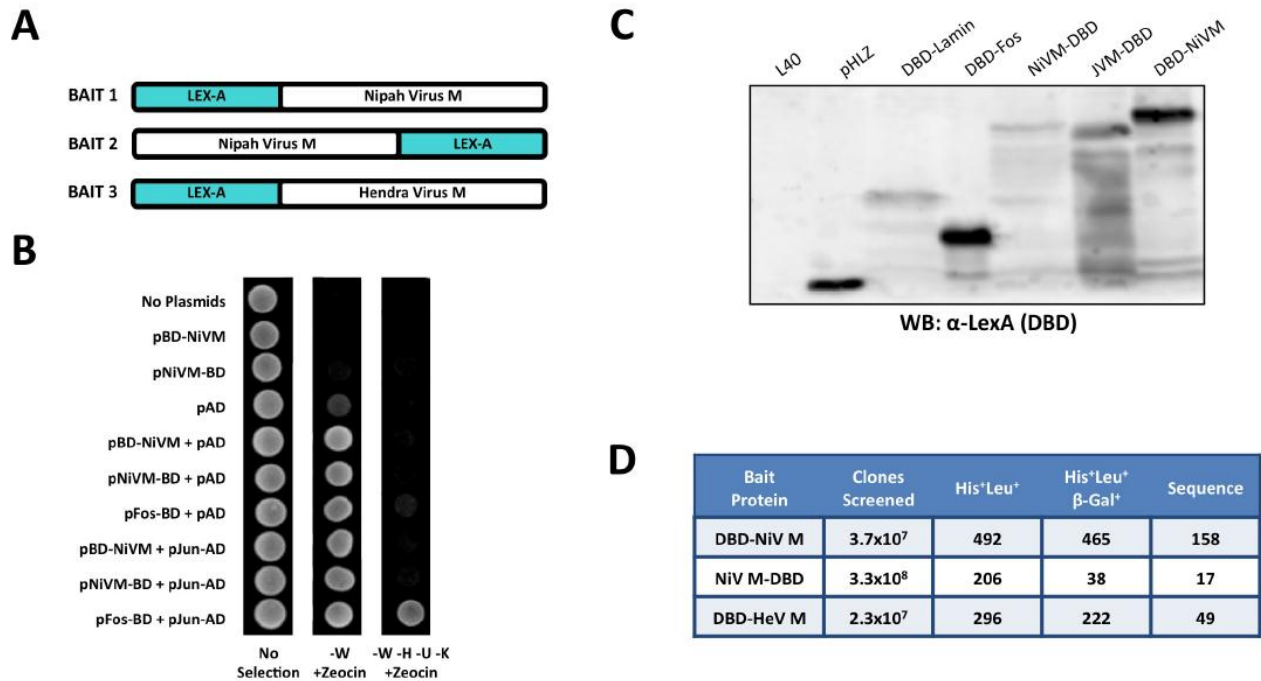 A
BAIT 1 LEX-A Nipah Virus M
BAIT 2 Nipah Virus M LEX-A
BAIT 3 LEX-A Hendra Virus M
B
No Plasmids
pBD-NiVM
pNiVM-BD
pAD
pBD-NiVM + pAD
pNiVM-BD + pAD
pFos-BD + pAD
pBD-NiVM + pJun-AD
pNiVM-BD + pJun-AD
pFos-BD + pJun-AD
No Selection
-W +Zeocin
-W -H -U -K +Zeocin
C
L40 pHLZ DBD-Lamin DBD-Fos NiVM-DBD JVM-DBD DBD-NiVM
WB: α-LexA (DBD)
D
Bait Protein Clones Screened His⁺Leu⁺ His⁺Leu⁺ β-Gal⁺ Sequence
DBD-NiV M 3.7x10⁷ 492 465 158
NiV M-DBD 3.3x10⁸ 206 38 17
DBD-HeV M 2.3x10⁷ 296 222 49